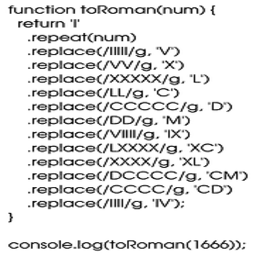 function toRoman(num) {
return 'I'
.repeat(num)
.replace(/IIIII/g, 'V')
.replace(/VV/g, 'X')
.replace(/XXXXX/g, 'L')
.replace(/LL/g, 'C')
.replace(/CCCCC/g, 'D')
.replace(/DD/g, 'M')
.replace(/VIIII/g, 'IX')
.replace(/LXXXX/g, 'XC')
.replace(/XXXX/g, 'XL')
.replace(/DCCCC/g, 'CM')
.replace(/CCCC/g, 'CD')
.replace(/IIII/g, 'IV');
}
console.log(toRoman(1666));